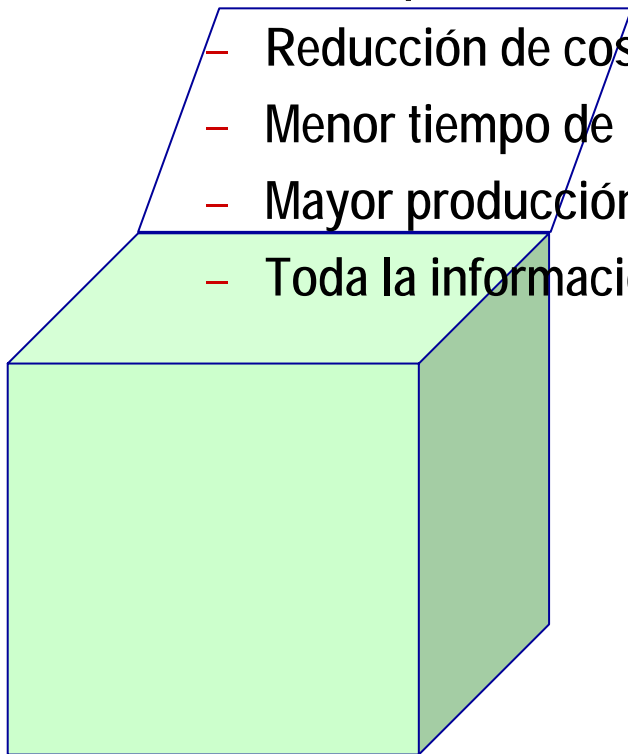 – Reducción de cos
– Menor tiempo de
– Mayor producción
– Toda la informaci